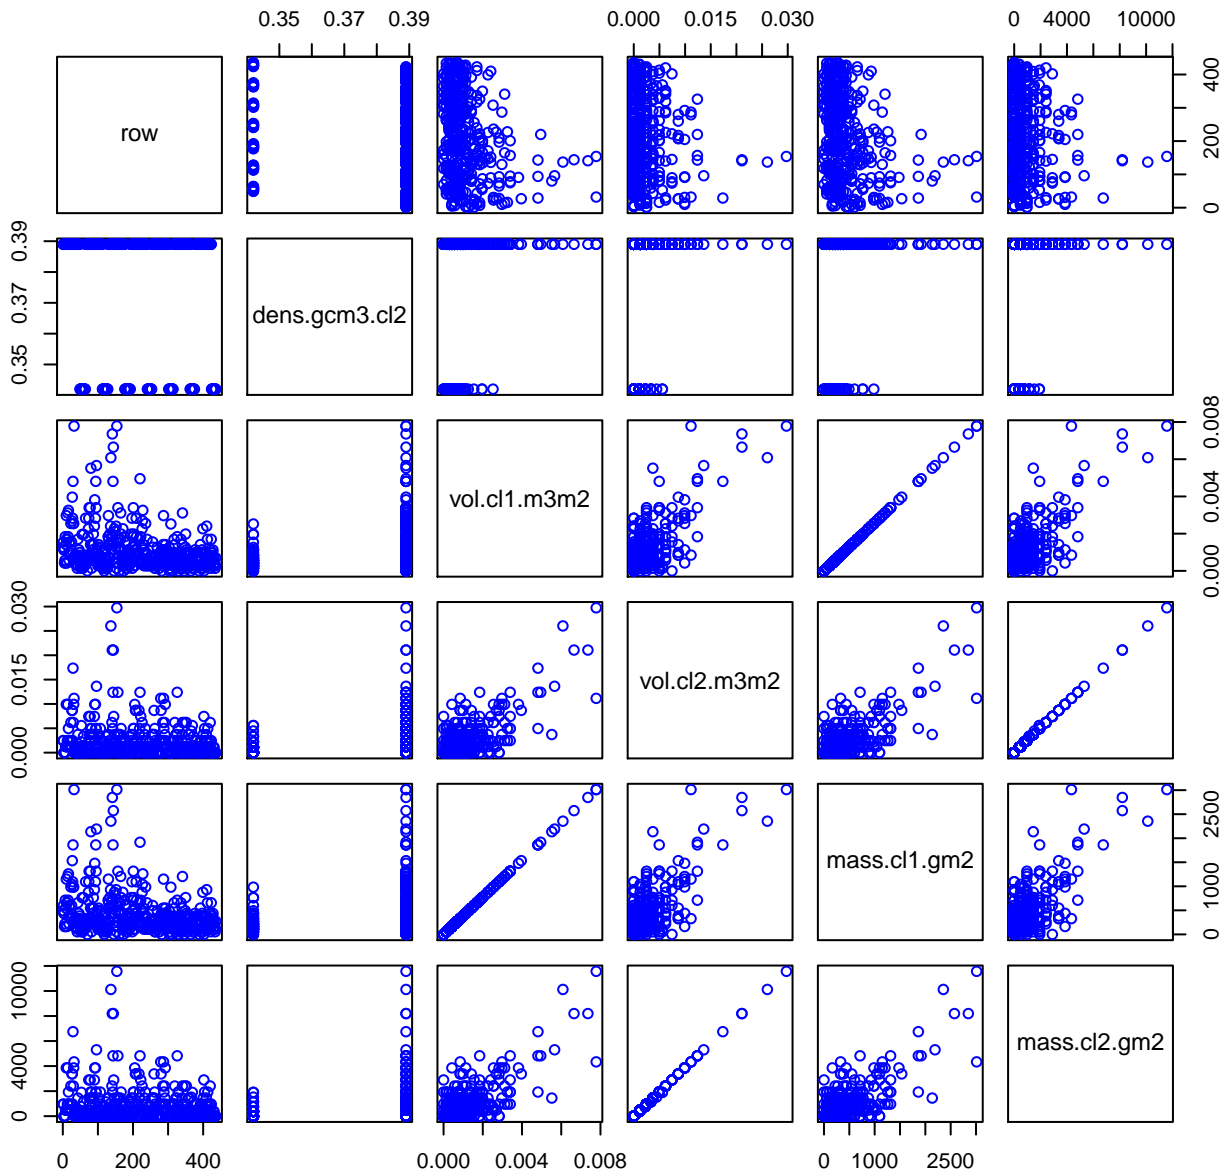 0.35 0.37 0.39 0.000 0.015 0.030 0 4000 10000
row
0 200 400
dens.gcm3.cl2
0.35 0.37 0.39
vol.cl1.m3m2
0.000 0.004 0.008
vol.cl2.m3m2
0.000 0.015 0.030
mass.cl1.gm2
0 1000 2500
mass.cl2.gm2
0 4000 10000
0 200 400 0.000 0.004 0.008 0 1000 2500